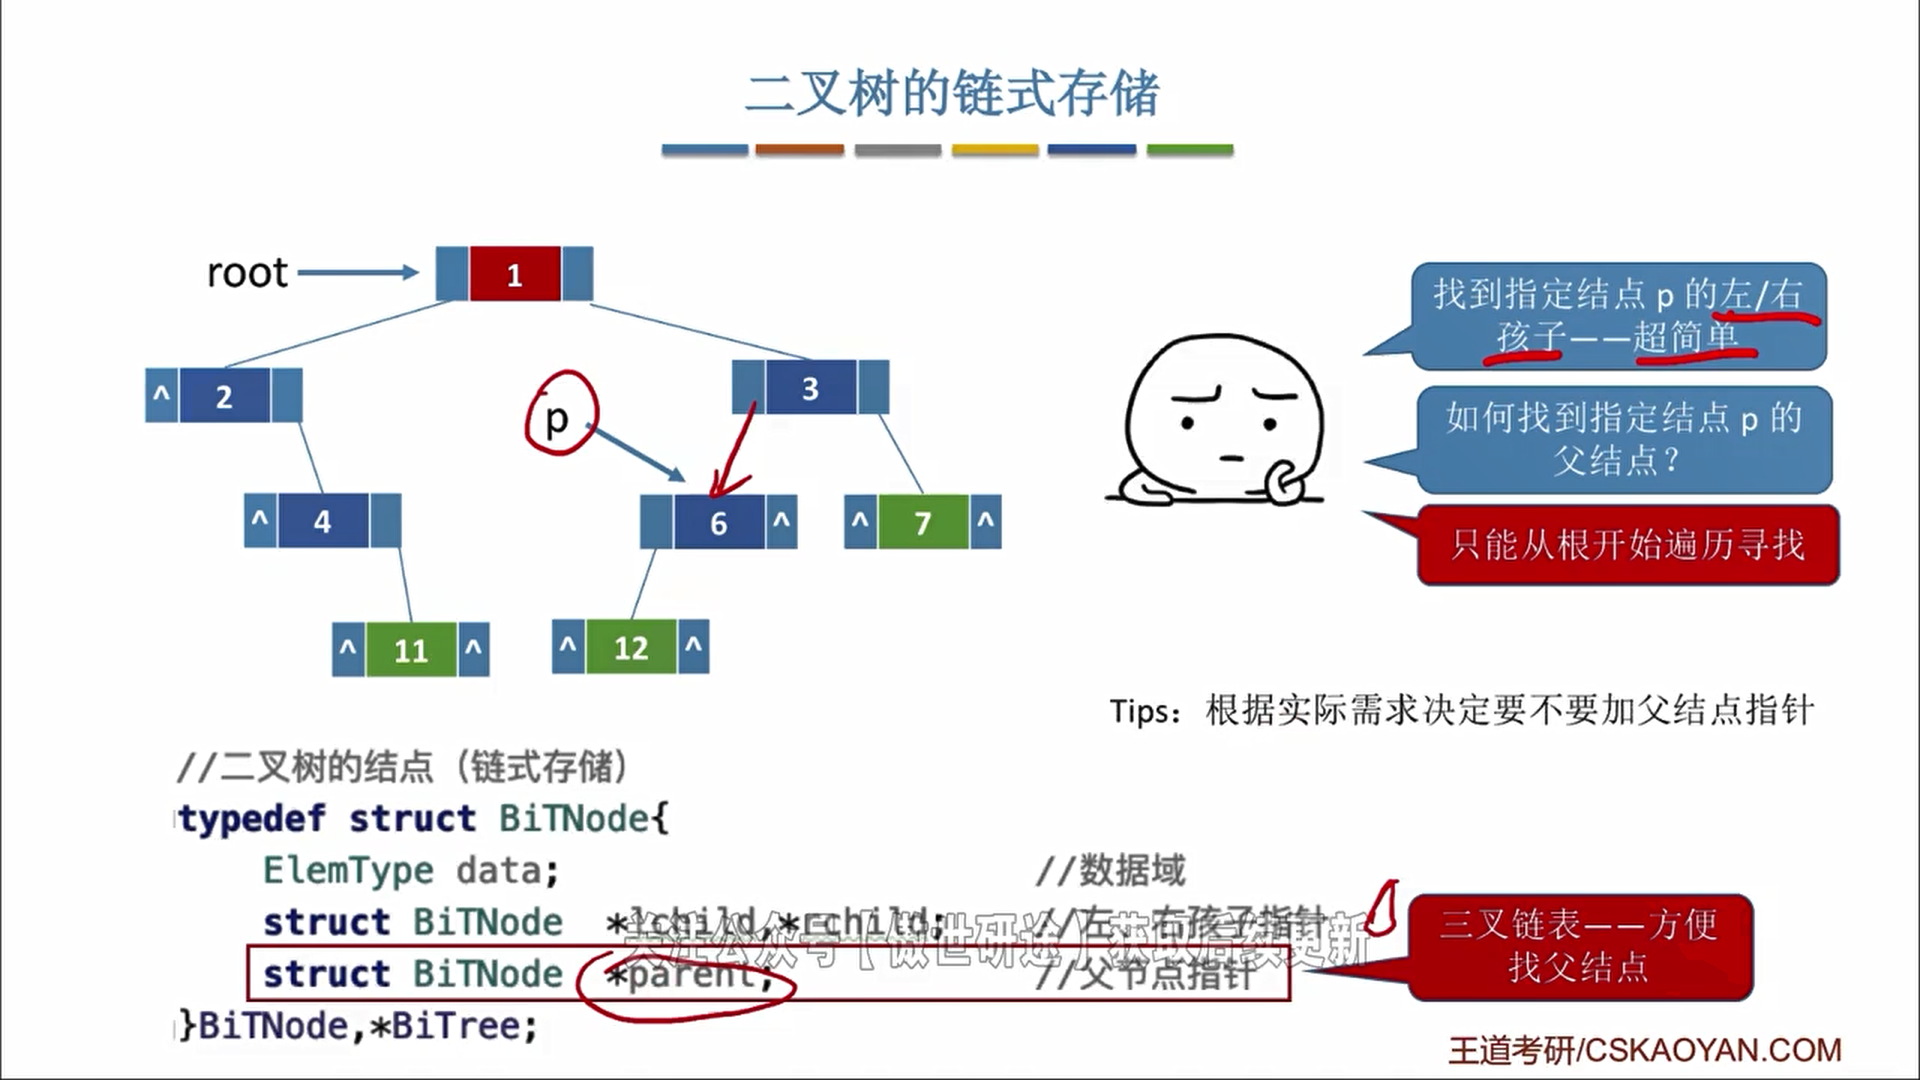 二叉树的链式存储
root
1
^ 2
3
p
^ 4
6 ^
^ 7 ^
^ 11 ^
^ 12 ^
找到指定结点 p 的左/右
孩子——超简单
如何找到指定结点 p 的
父结点？
只能从根开始遍历寻找
Tips：根据实际需求决定要不要加父结点指针
//二叉树的结点（链式存储）
typedef struct BiTNode{
ElemType data; //数据域
struct BiTNode *lchild,*rchild; //左、右孩子指针
关注公众号【傲世研途】获取后续更新
struct BiTNode *parent; //父节点指针
}BiTNode,*BiTree;
三叉链表——方便
找父结点
王道考研/CSKAOYAN.COM